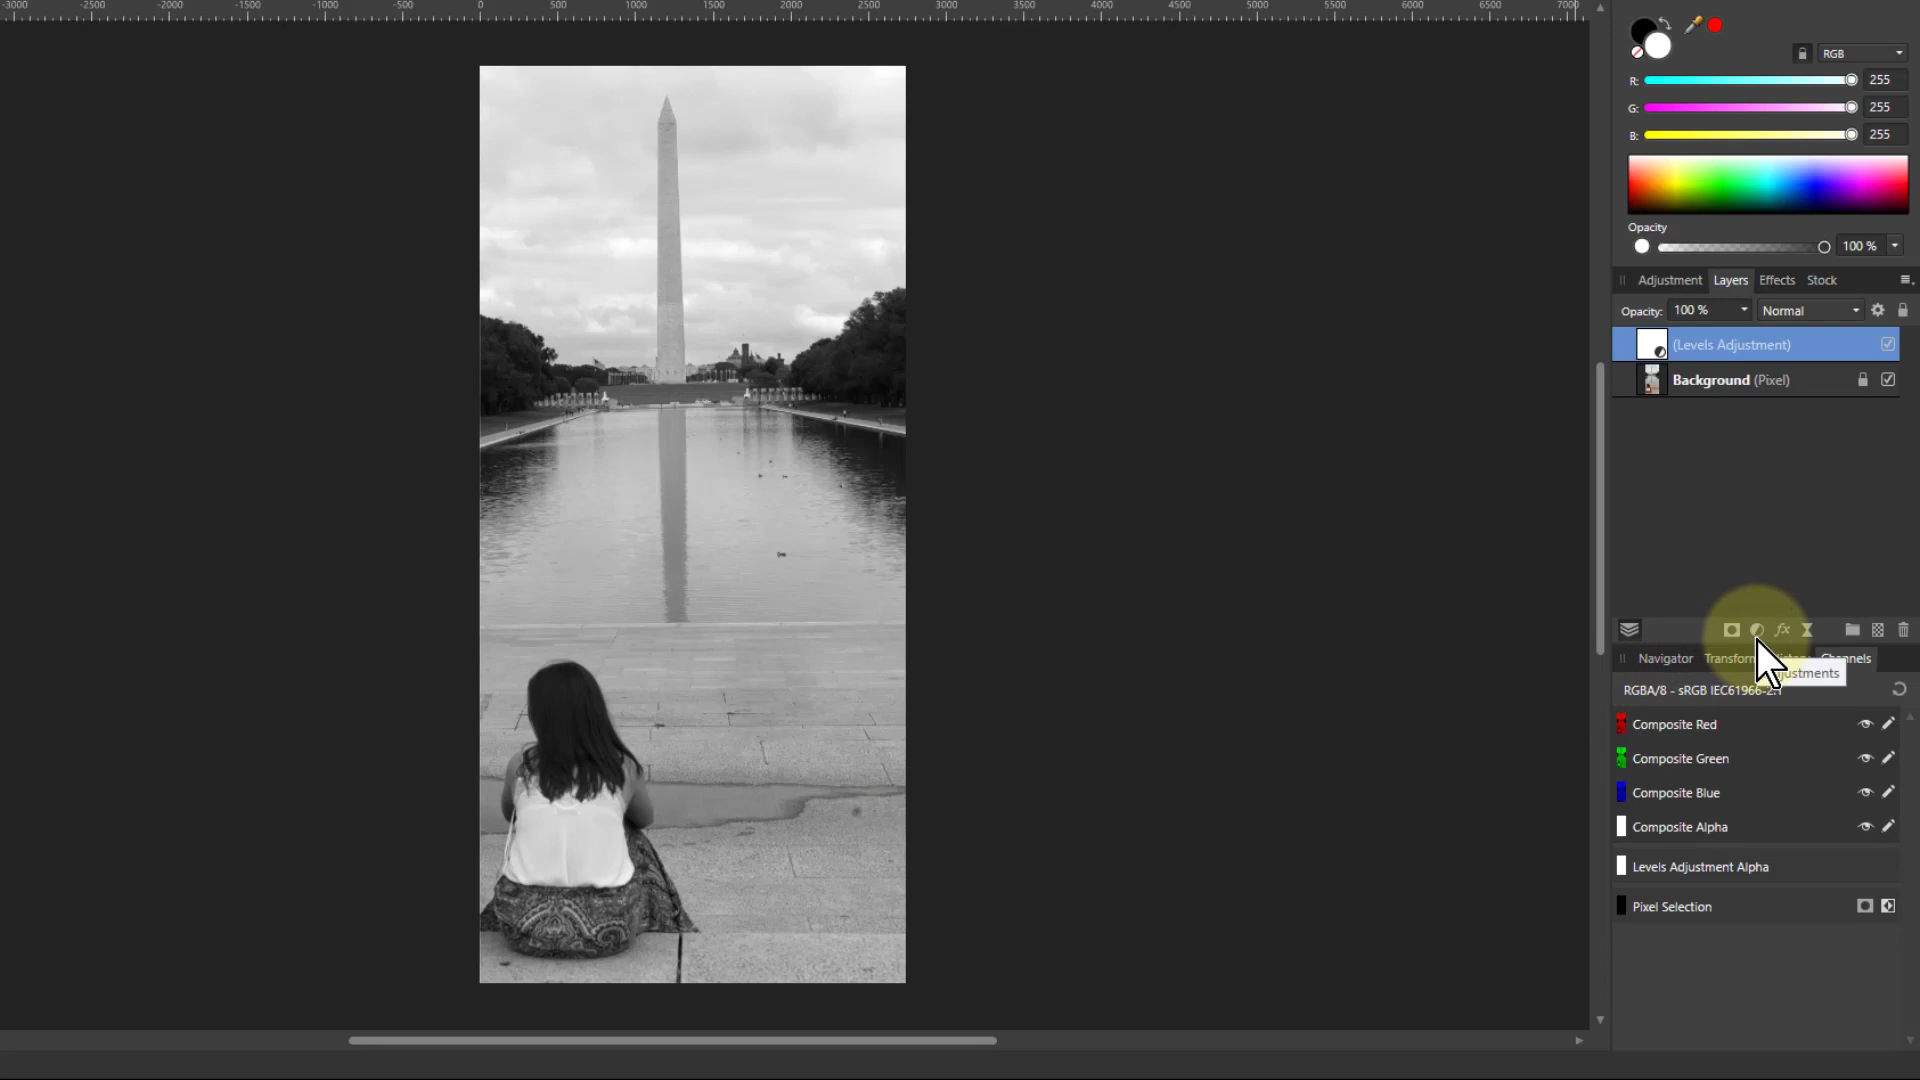 -3000 -2500 -2000 -1500 -1000 -500 0 500 1000 1500 2000 2500 3000 3500 4000 4500 5000 5500 6000 6500 7000
RGB
R: 255
G: 255
B: 255
Opacity
100 %
Adjustment Layers Effects Stock
Opacity: 100 % Normal
(Levels Adjustment)
Background (Pixel)
fx
Navigator Transform Channels
RGBA/8 - sRGB IEC61966-2.1
Composite Red
Composite Green
Composite Blue
Composite Alpha
Levels Adjustment Alpha
Pixel Selection